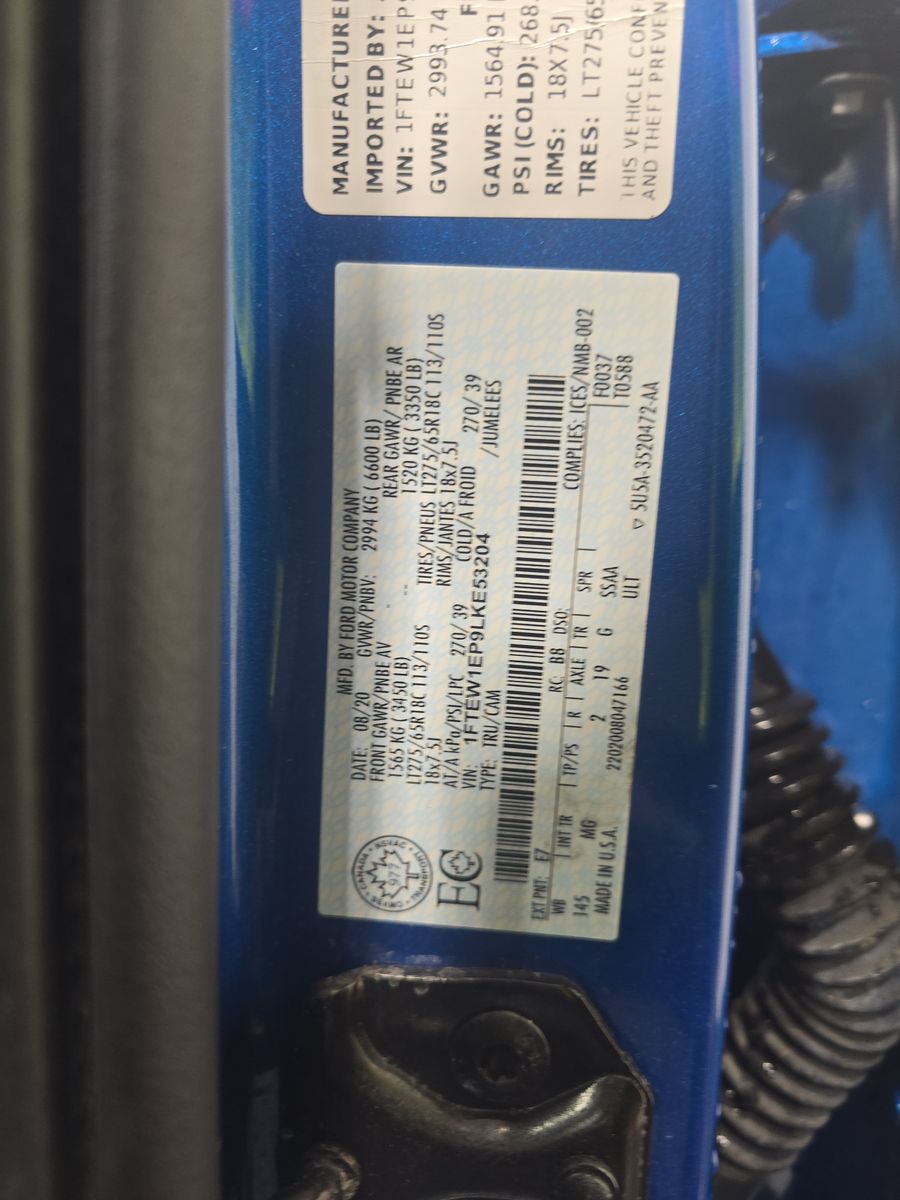 MANUFACTURE
IMPORTED BY:
VIN: 1FTEW1EP9
GVWR: 2993.74
F
GAWR: 1564.91
PSI (COLD): 268.
RIMS: 18X7.5J
TIRES: LT275/65
THIS VEHICLE CONF
AND THEFT PREVEN
MFD. BY FORD MOTOR COMPANY
DATE: 08/20 GVWR/PNBV: 2994 KG ( 6600 LB)
FRONT GAWR/PNBE AV REAR GAWR/ PNBE AR
1565 KG ( 3450 LB) 1520 KG ( 3350 LB)
LT275/65R18C 113/110S TIRES/PNEUS LT275/65R18C 113/110S
18x7.5J RIMS/JANTES 18x7.5J
AT/A kPa/PSI/LPC 270/ 39 COLD/A FROID 270/ 39
VIN: 1FTEW1EP9LKE53204 /JUMELEES
TYPE: TRU/CAM
CANADA
977
EC
EXT PNT: E7 RC: B8 DSO: COMPLIES: ICES/NMB-002
WB INT TR TP/PS R AXLE TR SPR F0037
145 MG 2 19 G SSAA T0588
MADE IN U.S.A. 2202008047166 ULT
▽ 5U5A-3520472-AA